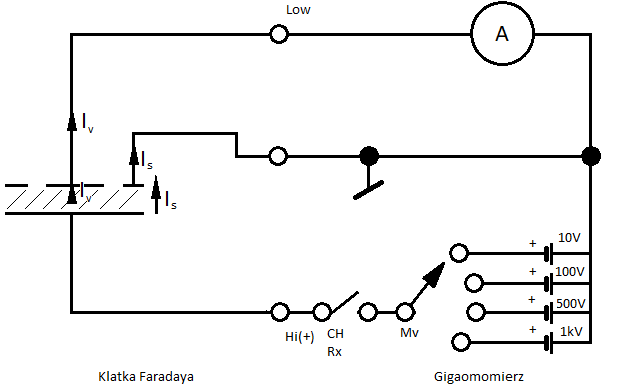 Low
A
Iv
Is
Iv
Is
+ 10V
+ 100V
+ 500V
+ 1kV
Hi(+)
CH
Rx
Mv
Klatka Faradaya
Gigaomomierz